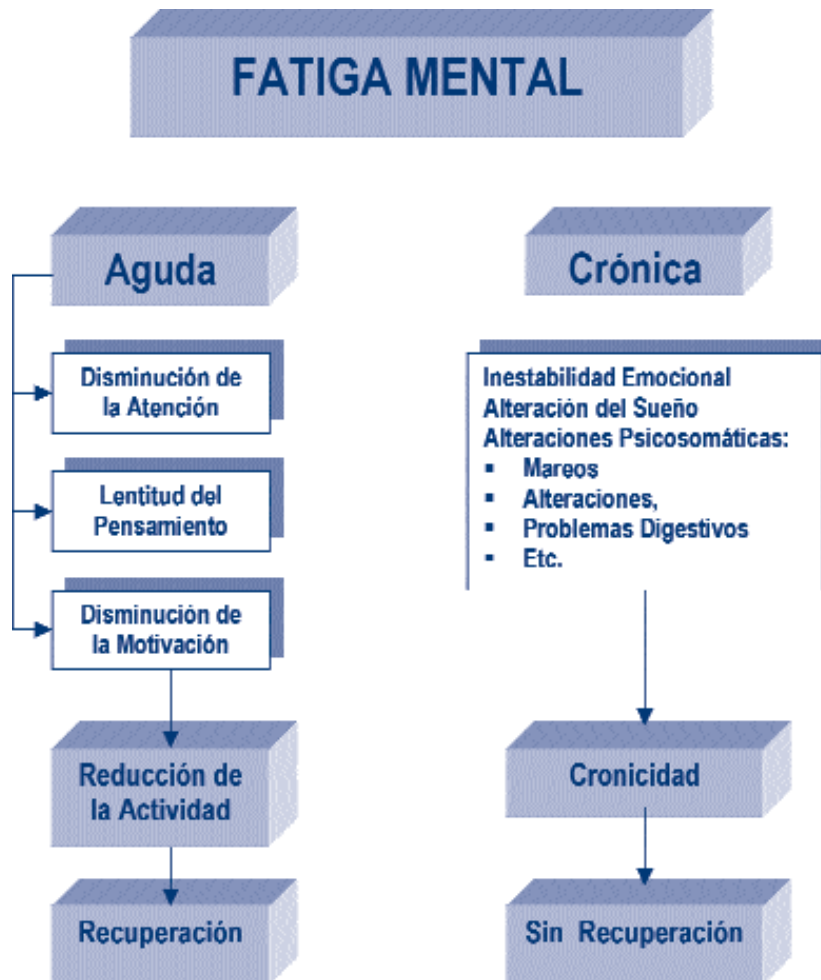 FATIGA MENTAL
Aguda
Disminución de
la Atención
Lentitud del
Pensamiento
Disminución de
la Motivación
Reducción de
la Actividad
Recuperación
Crónica
Inestabilidad Emocional
Alteración del Sueño
Alteraciones Psicosomáticas:
▪ Mareos
▪ Alteraciones,
▪ Problemas Digestivos
▪ Etc.
Cronicidad
Sin Recuperación